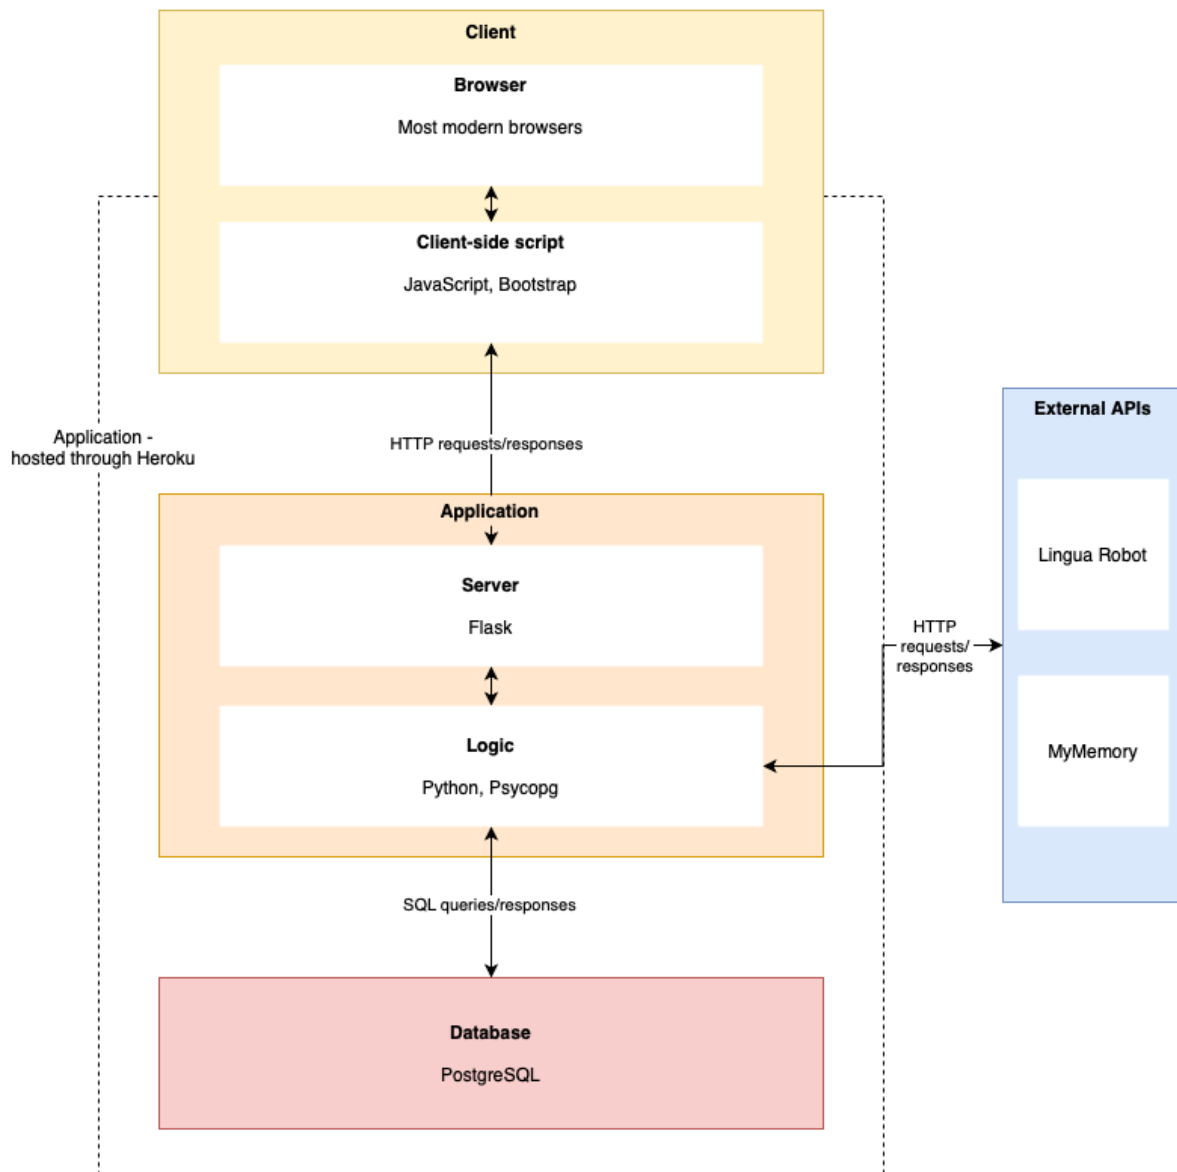 Client
Browser
Most modern browsers
Client-side script
JavaScript, Bootstrap
Application -
hosted through Heroku
HTTP requests/responses
Application
Server
Flask
Logic
Python, Psycopg
SQL queries/responses
Database
PostgreSQL
HTTP
requests/
responses
External APIs
Lingua Robot
MyMemory